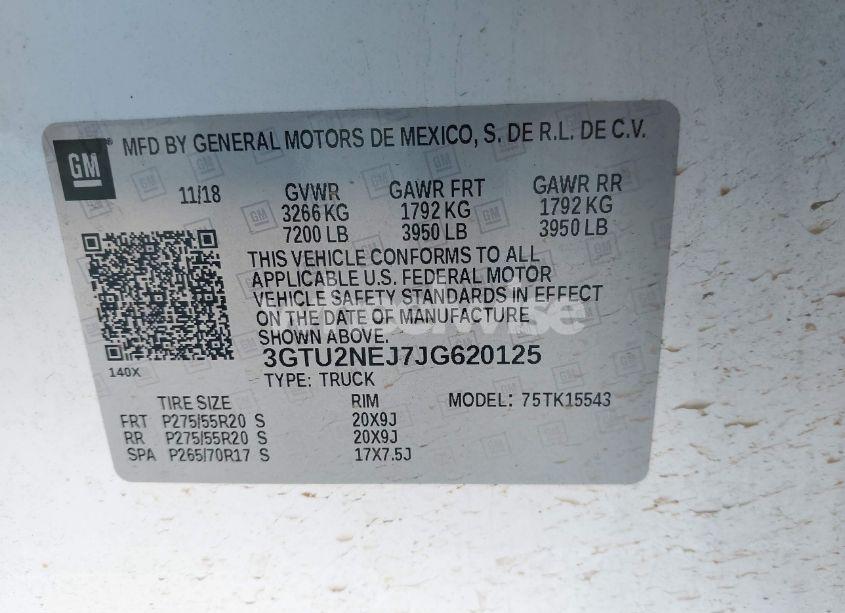 GM
MFD BY GENERAL MOTORS DE MEXICO, S. DE R.L. DE C.V.
11/18 GVWR GAWR FRT GAWR RR
3266 KG 1792 KG 1792 KG
7200 LB 3950 LB 3950 LB
THIS VEHICLE CONFORMS TO ALL
APPLICABLE U.S. FEDERAL MOTOR
VEHICLE SAFETY STANDARDS IN EFFECT
ON THE DATE OF MANUFACTURE
SHOWN ABOVE.
3GTU2NEJ7JG620125
140X
TYPE: TRUCK
TIRE SIZE RIM MODEL: 75TK15543
FRT P275/55R20 S 20X9J
RR P275/55R20 S 20X9J
SPA P265/70R17 S 17X7.5J